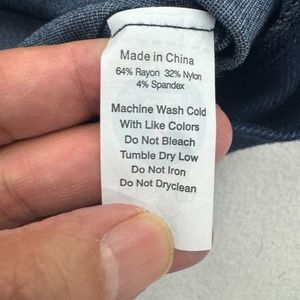 Made in China
64% Rayon 32% Nylon
4% Spandex
Machine Wash Cold
With Like Colors
Do Not Bleach
Tumble Dry Low
Do Not Iron
Do Not Dryclean